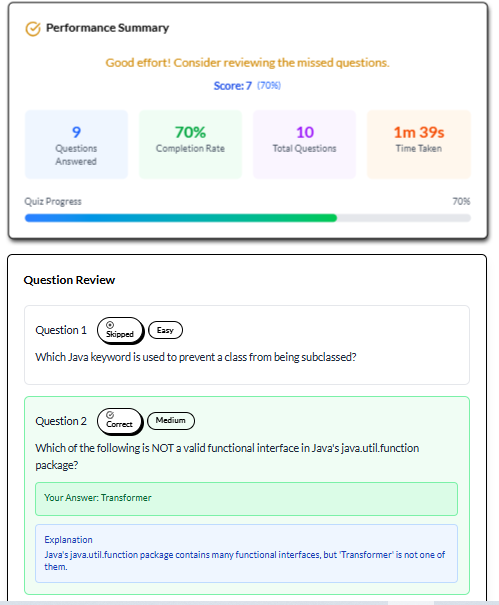 Performance Summary
Good effort! Consider reviewing the missed questions.
Score: 7 (70%)
9
Questions
Answered
70%
Completion Rate
10
Total Questions
1m 39s
Time Taken
Quiz Progress 70%
Question Review
Question 1 Skipped Easy
Which Java keyword is used to prevent a class from being subclassed?
Question 2 Correct Medium
Which of the following is NOT a valid functional interface in Java's java.util.function
package?
Your Answer: Transformer
Explanation
Java's java.util.function package contains many functional interfaces, but 'Transformer' is not one of
them.